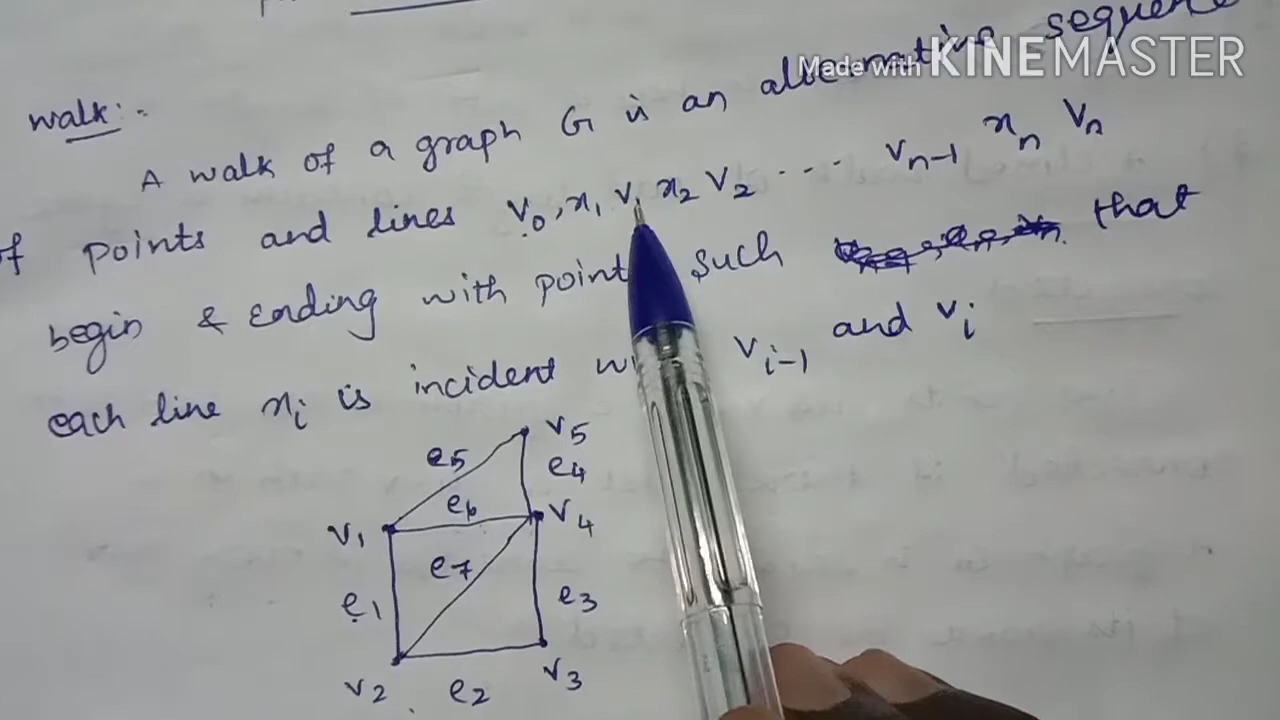 Made with KINEMASTER
walk:-
A walk of a graph G is an alternative sequence
of points and lines v0, x1 v1 x2 v2 ... vn-1 xn vn
begin & ending with point such that
each line xi is incident vi-1 and vi
v5
e5 e4
e6 v4
v1
e7
e1 e3
v2 e2 v3